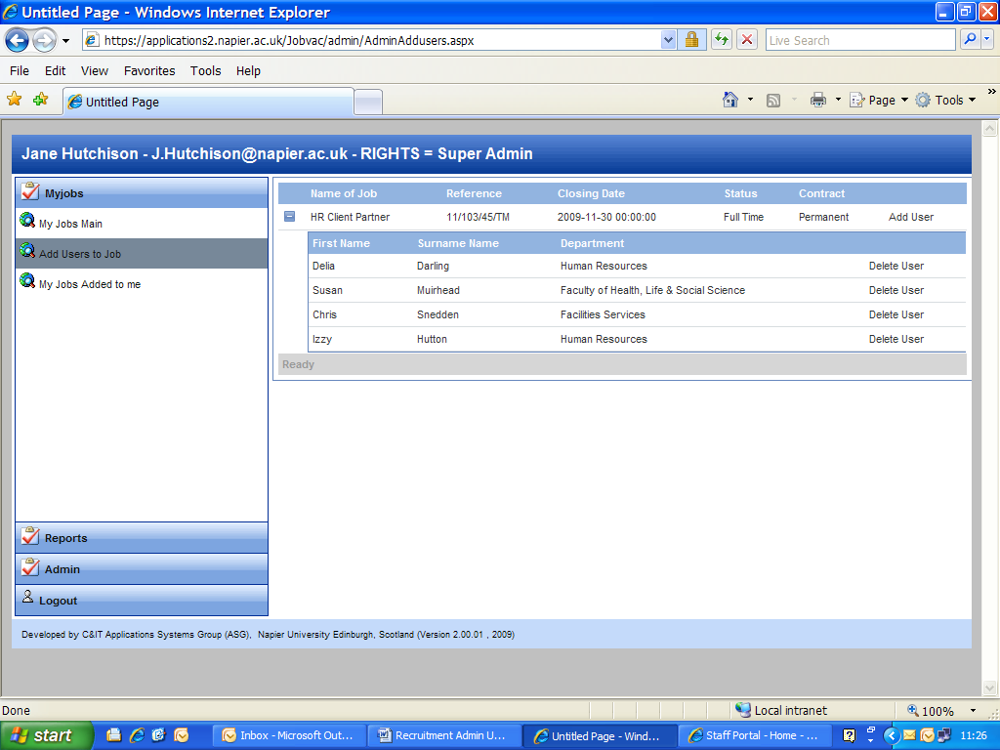 Untitled Page - Windows Internet Explorer
https://applications2.napier.ac.uk/Jobvac/admin/AdminAddusers.aspx Live Search
File Edit View Favorites Tools Help
Untitled Page Page Tools »
Jane Hutchison - J.Hutchison@napier.ac.uk - RIGHTS = Super Admin
Myjobs
My Jobs Main
Add Users to Job
My Jobs Added to me
Reports
Admin
Logout
Name of Job Reference Closing Date Status Contract
HR Client Partner 11/103/45/TM 2009-11-30 00:00:00 Full Time Permanent Add User
First Name Surname Name Department
Delia Darling Human Resources Delete User
Susan Muirhead Faculty of Health, Life & Social Science Delete User
Chris Snedden Facilities Services Delete User
Izzy Hutton Human Resources Delete User
Ready
Developed by C&IT Applications Systems Group (ASG), Napier University Edinburgh, Scotland (Version 2.00.01 , 2009)
Done Local intranet 100%
start Inbox - Microsoft Out... Recruitment Admin U... Untitled Page - Wind... Staff Portal - Home - ... 11:26